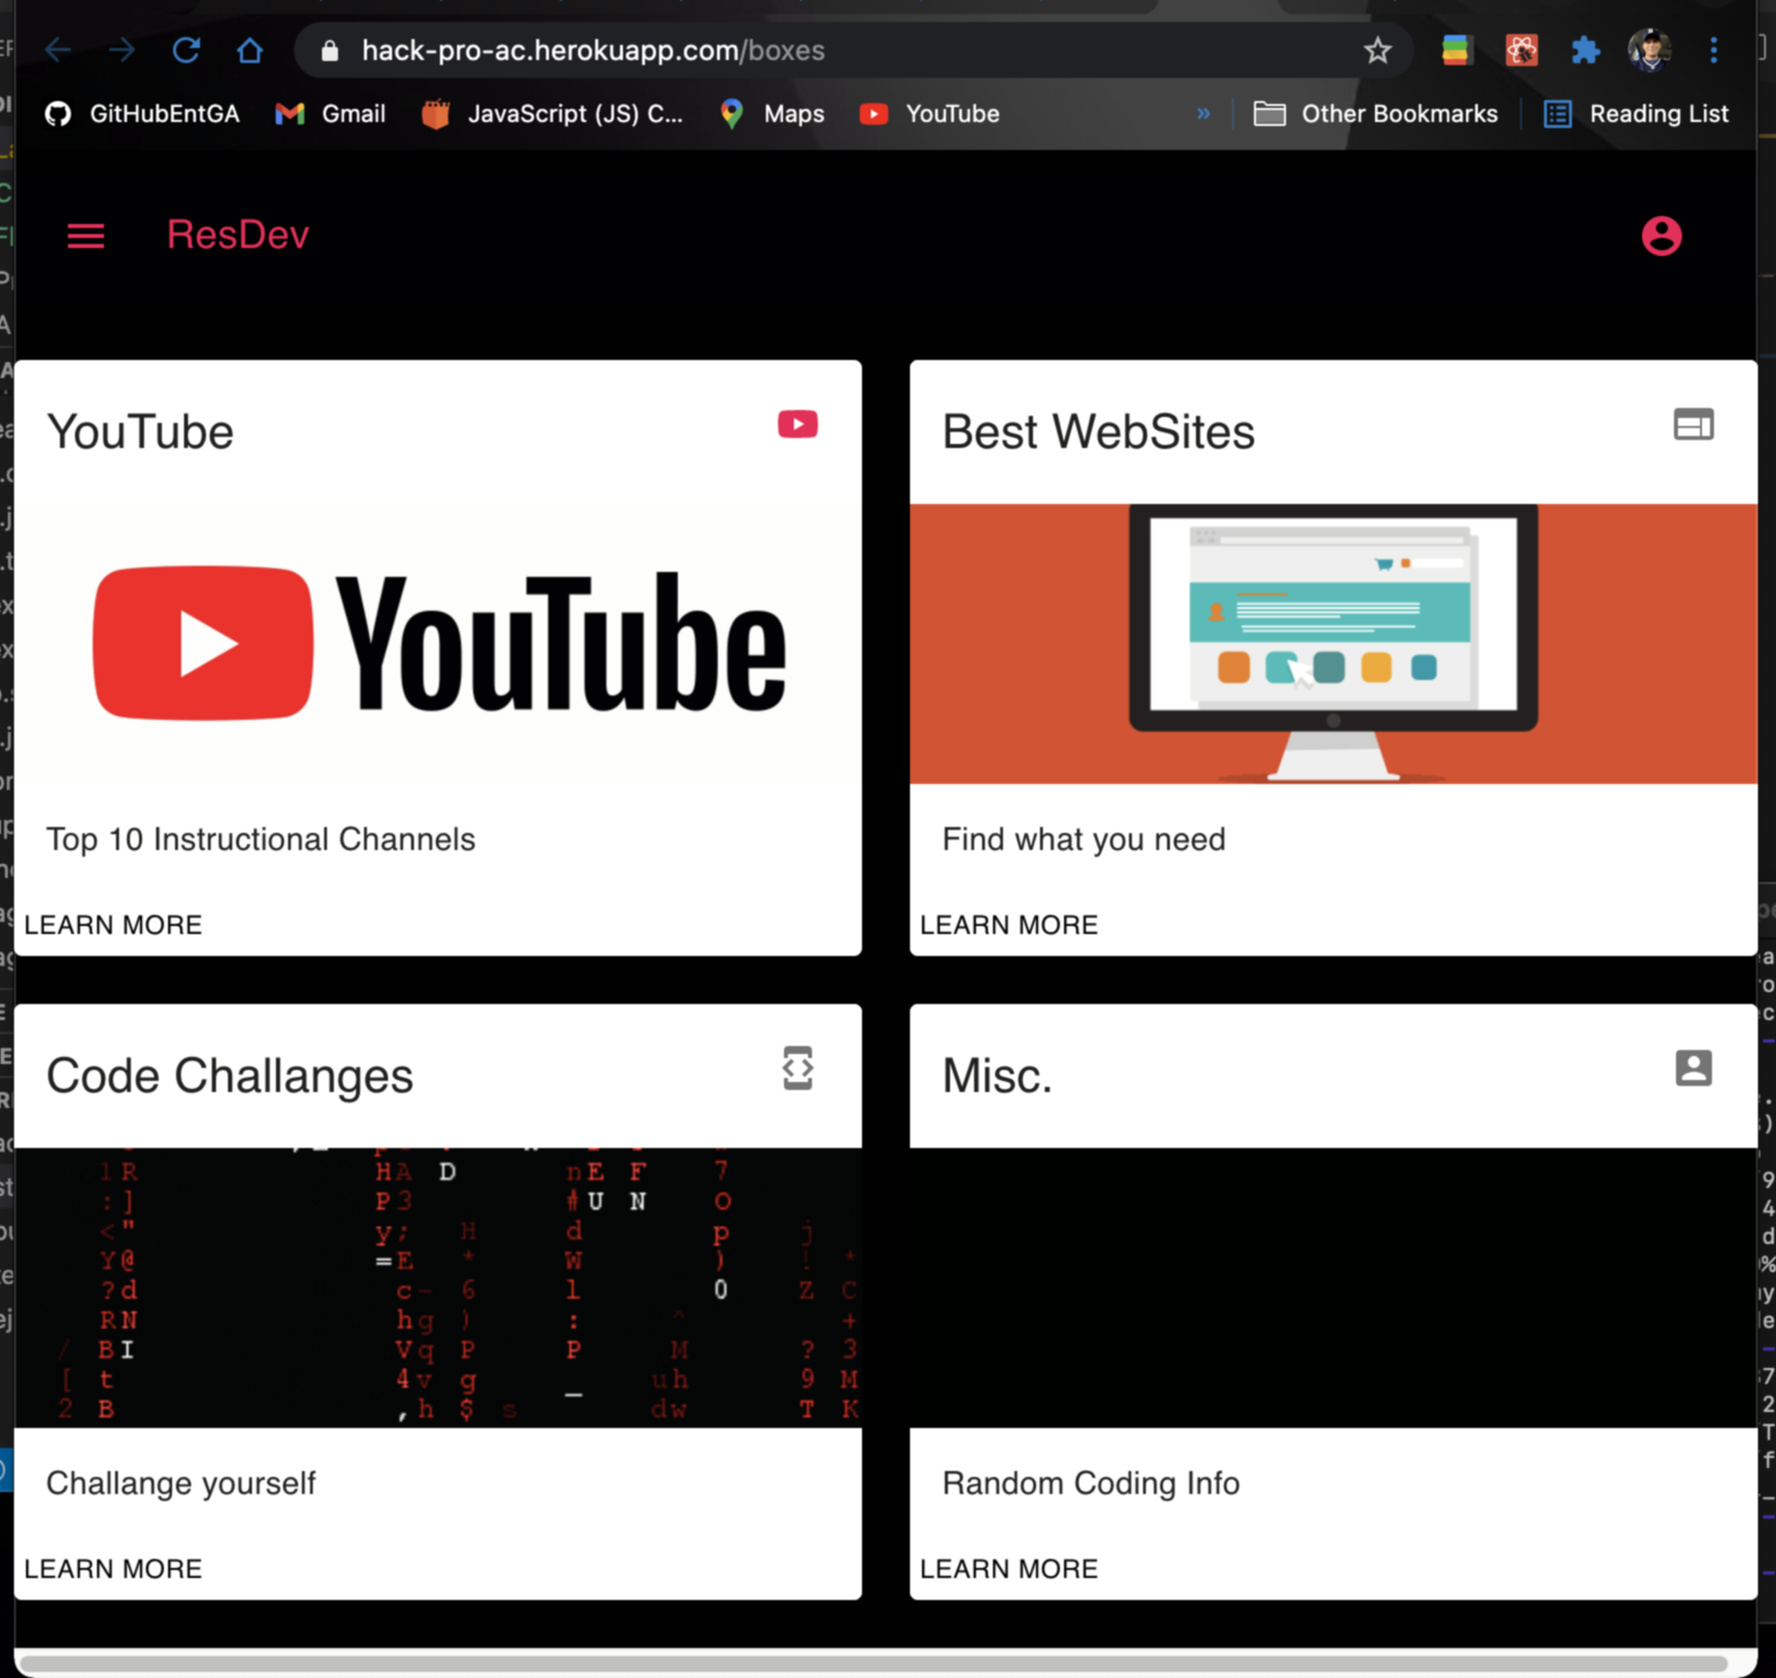 hack-pro-ac.herokuapp.com/boxes
GitHubEntGA Gmail JavaScript (JS) C... Maps YouTube » Other Bookmarks Reading List
ResDev
YouTube
Best WebSites
YouTube
Top 10 Instructional Channels
Find what you need
LEARN MORE
LEARN MORE
Code Challanges
Misc.
Challange yourself
Random Coding Info
LEARN MORE
LEARN MORE